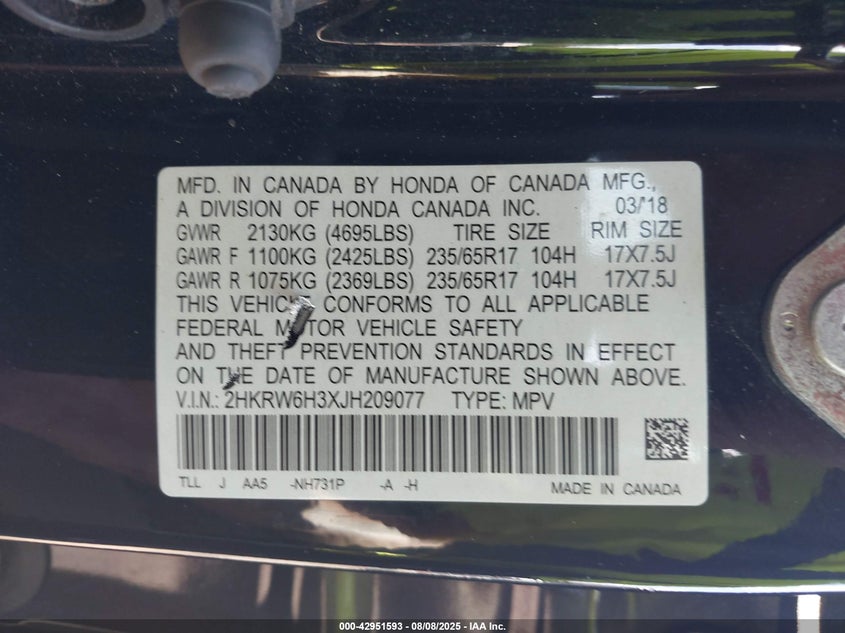 MFD. IN CANADA BY HONDA OF CANADA MFG.,
A DIVISION OF HONDA CANADA INC. 03/18
GVWR 2130KG (4695LBS) TIRE SIZE RIM SIZE
GAWR F 1100KG (2425LBS) 235/65R17 104H 17X7.5J
GAWR R 1075KG (2369LBS) 235/65R17 104H 17X7.5J
THIS VEHICLE CONFORMS TO ALL APPLICABLE
FEDERAL MOTOR VEHICLE SAFETY
AND THEFT PREVENTION STANDARDS IN EFFECT
ON THE DATE OF MANUFACTURE SHOWN ABOVE.
V.I.N.: 2HKRW6H3XJH209077 TYPE: MPV
TLL J AA5 -NH731P -A -H MADE IN CANADA
000-42951593 - 08/08/2025 - IAA Inc.